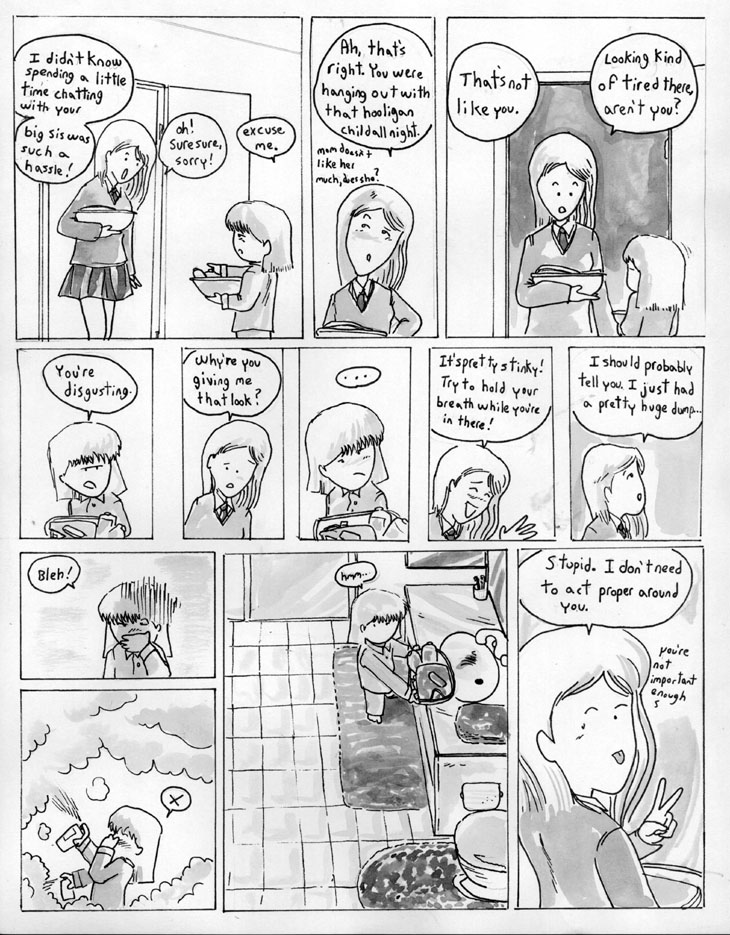 Looking kind
of tired there,
aren't you?
That's not
like you.
Ah, that's
right. You were
hanging out with
that hooligan
child all night.
mom doesn't
like her
much, does she?
excuse
me.
oh!
Sure sure,
sorry!
I didn't know
spending a little
time chatting
with your
big sis was
such a
hassle!
I should probably
tell you. I just had
a pretty huge dump...
It's pretty stinky!
Try to hold your
breath while you're
in there!
...
Why're you
giving me
that look?
You're
disgusting.
Stupid. I don't need
to act proper around
you.
you're
not
important
enough
hmm...
Bleh!